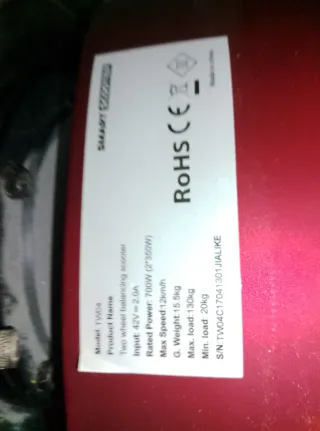 SMART
RoHS CE
Made in china
Model: TW04
Product Name
Two wheel balancing scooter
Input: 42V = 2.0A
Rated Power: 700W (2*350W)
Max Speed:12km/h
G. Weight:15.5kg
Max. load:130kg
Min. load: 20kg
S/N:TW04C17041301JIALIKE